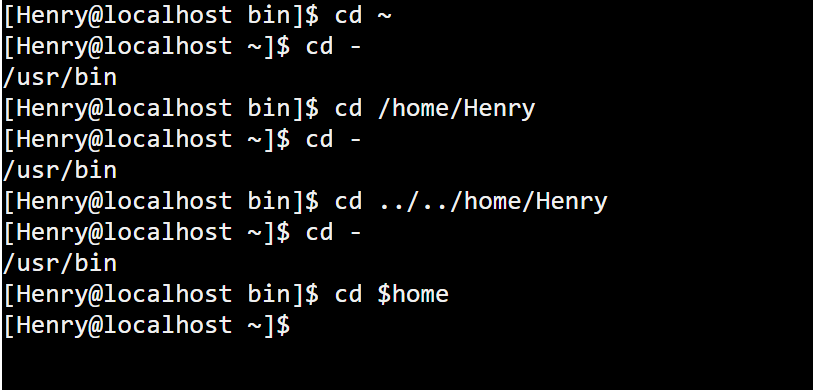 [Henry@localhost bin]$ cd ~
[Henry@localhost ~]$ cd -
/usr/bin
[Henry@localhost bin]$ cd /home/Henry
[Henry@localhost ~]$ cd -
/usr/bin
[Henry@localhost bin]$ cd ../../home/Henry
[Henry@localhost ~]$ cd -
/usr/bin
[Henry@localhost bin]$ cd $home
[Henry@localhost ~]$